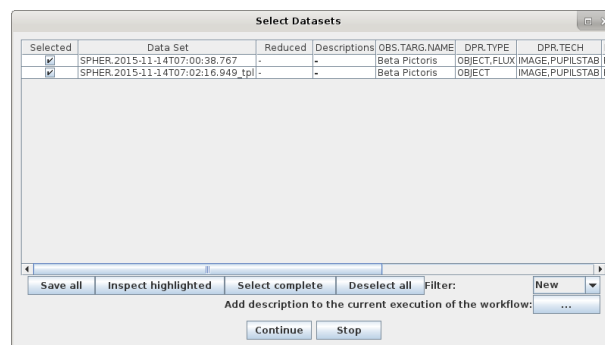 Select Datasets
Selected Data Set Reduced Descriptions OBS.TARG.NAME DPR.TYPE DPR.TECH
SPHER.2015-11-14T07:00:38.767 - - Beta Pictoris OBJECT,FLUX IMAGE,PUPILSTAB
SPHER.2015-11-14T07:02:16.949_tpl - - Beta Pictoris OBJECT IMAGE,PUPILSTAB
Save all Inspect highlighted Select complete Deselect all Filter: New
Add description to the current execution of the workflow: ...
Continue Stop